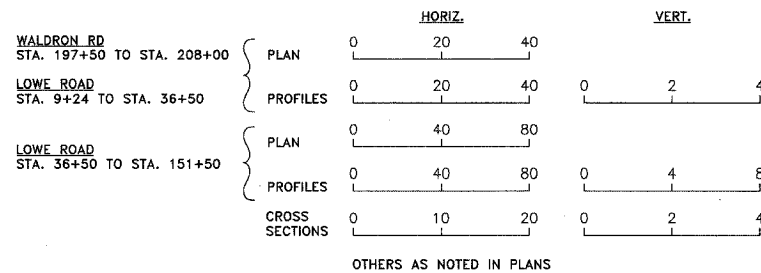 HORIZ. VERT.
WALDRON RD
STA. 197+50 TO STA. 208+00
PLAN 0 20 40
LOWE ROAD
STA. 9+24 TO STA. 36+50
PROFILES 0 20 40 0 2 4
LOWE ROAD
STA. 36+50 TO STA. 151+50
PLAN 0 40 80
PROFILES 0 40 80 0 4 8
CROSS
SECTIONS 0 10 20 0 2 4
OTHERS AS NOTED IN PLANS